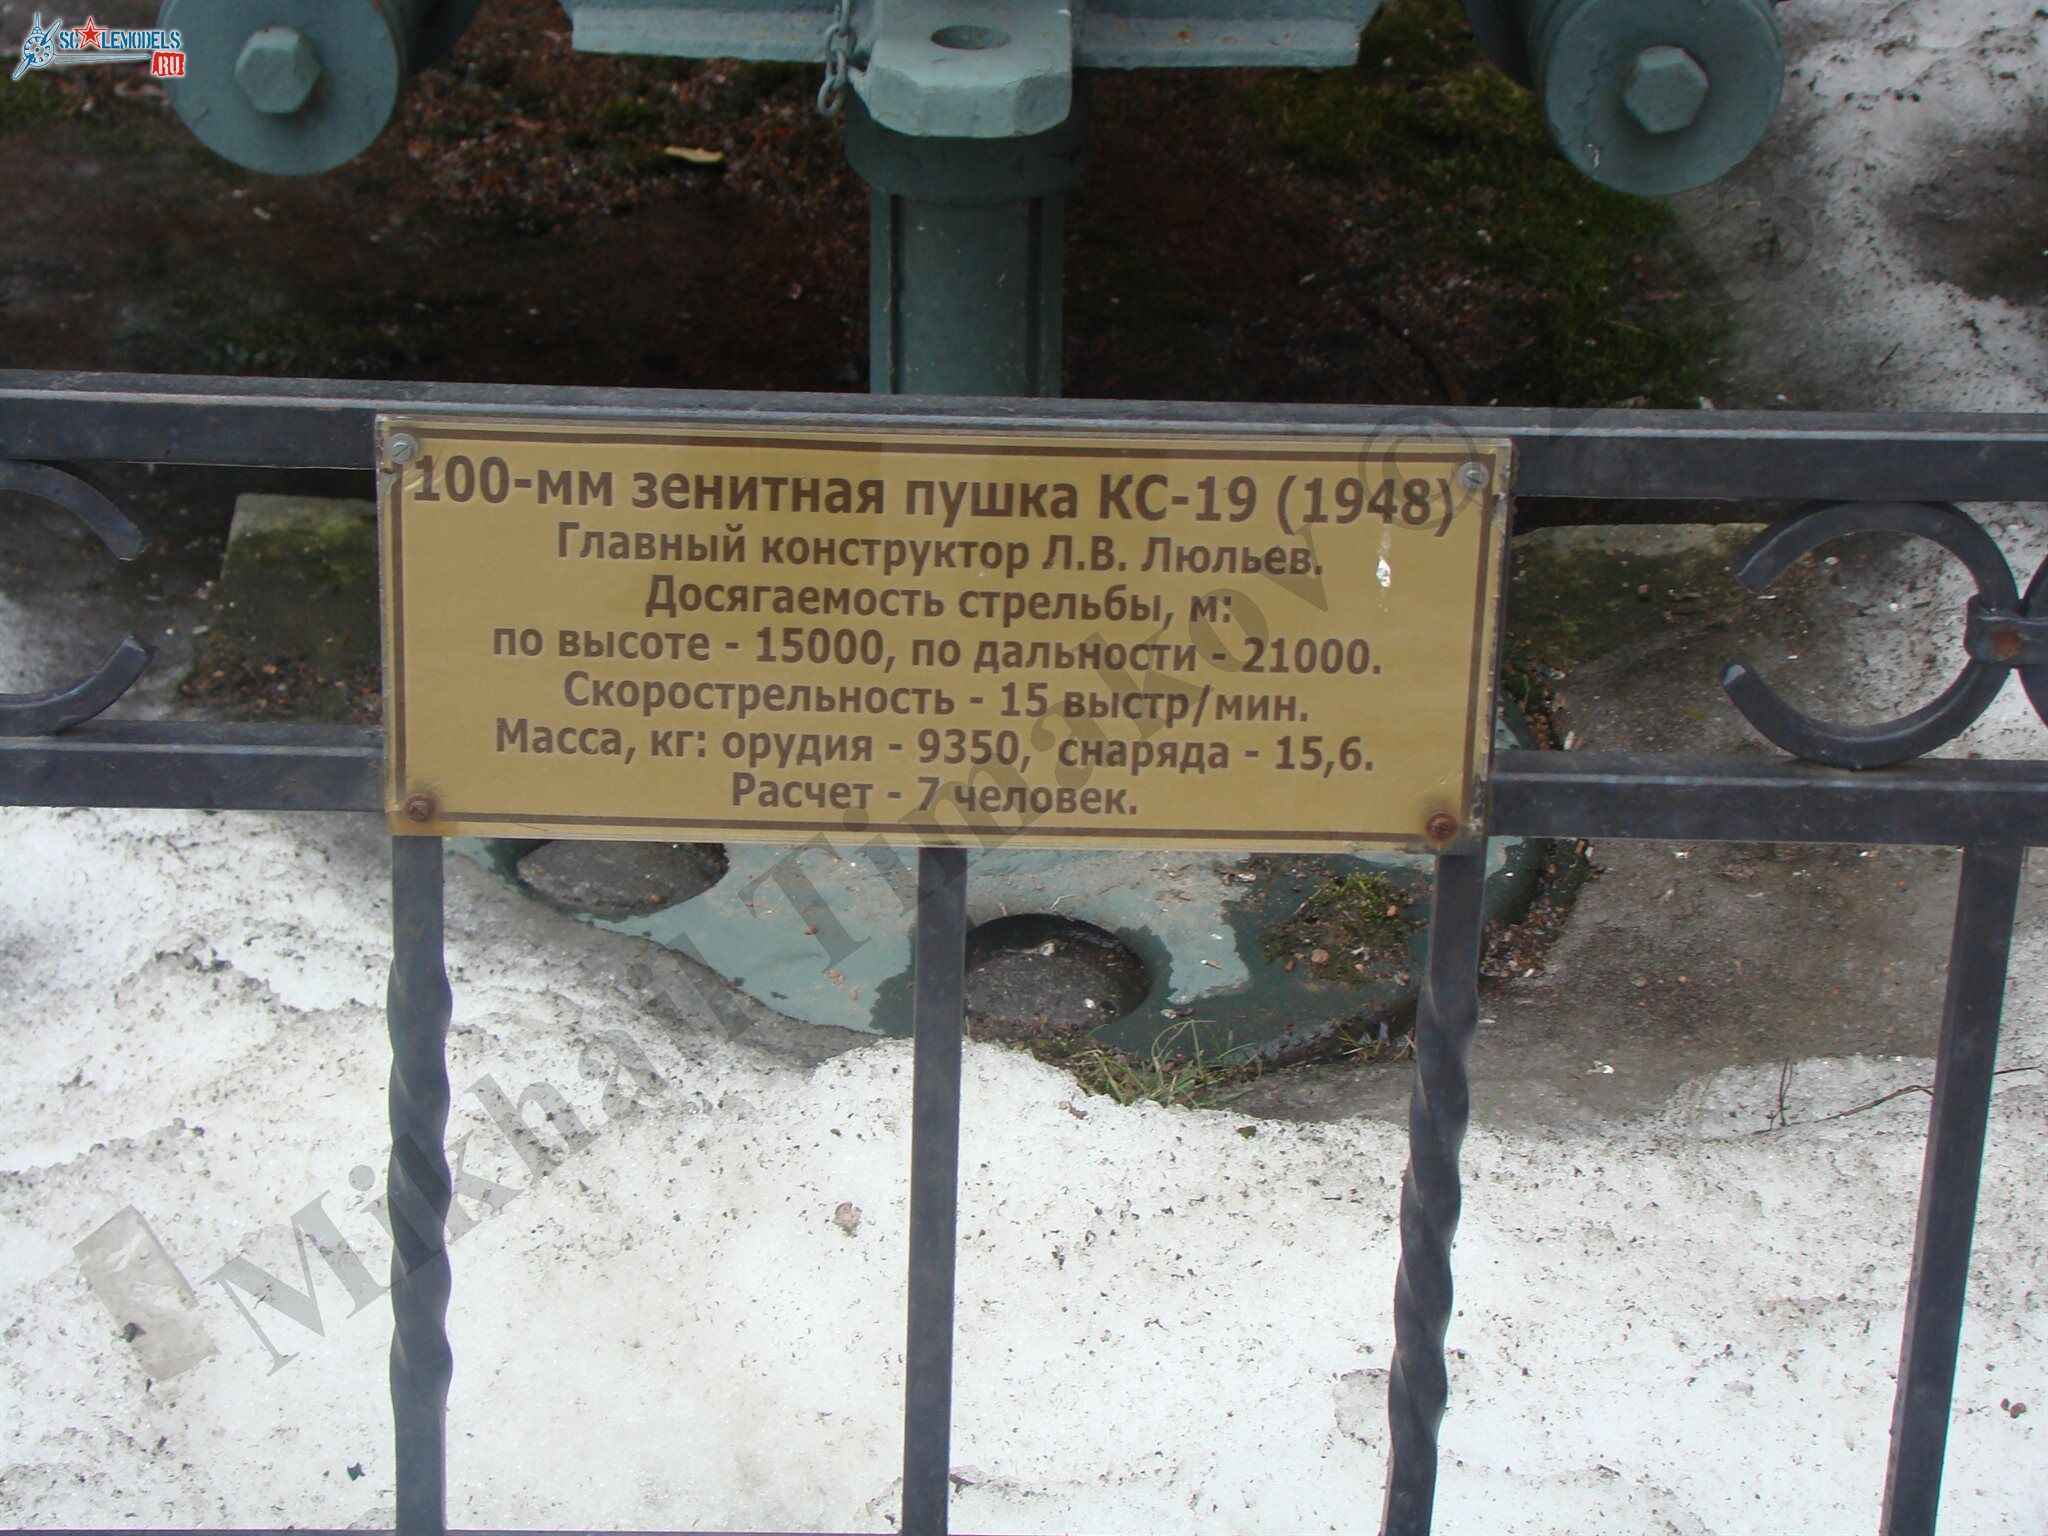 SCALEMODELS
.RU
100-мм зенитная пушка КС-19 (1948)
Главный конструктор Л.В. Люльев.
Досягаемость стрельбы, м:
по высоте - 15000, по дальности - 21000.
Скорострельность - 15 выстр/мин.
Масса, кг: орудия - 9350, снаряда - 15,6.
Расчет - 7 человек.
Mikhail Timakov ©